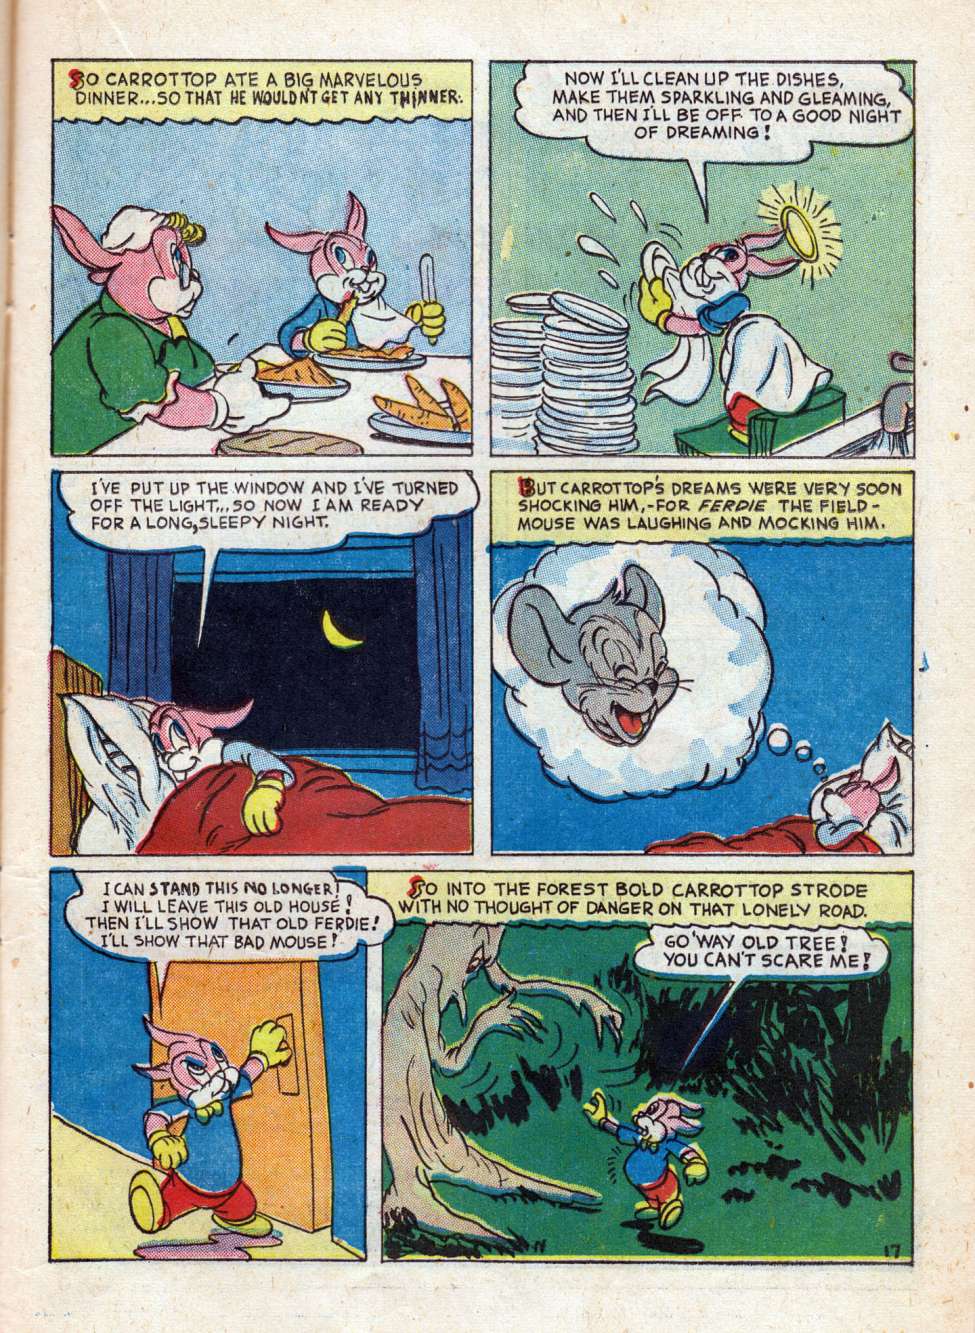 SO CARROTTOP ATE A BIG MARVELOUS
DINNER...SO THAT HE WOULDN'T GET ANY THINNER.
NOW I'LL CLEAN UP THE DISHES,
MAKE THEM SPARKLING AND GLEAMING,
AND THEN I'LL BE OFF TO A GOOD NIGHT
OF DREAMING!
I'VE PUT UP THE WINDOW AND I'VE TURNED
OFF THE LIGHT... SO NOW I AM READY
FOR A LONG, SLEEPY NIGHT.
BUT CARROTTOP'S DREAMS WERE VERY SOON
SHOCKING HIM,-FOR FERDIE THE FIELD-
MOUSE WAS LAUGHING AND MOCKING HIM.
I CAN STAND THIS NO LONGER!
I WILL LEAVE THIS OLD HOUSE!
THEN I'LL SHOW THAT OLD FERDIE!
I'LL SHOW THAT BAD MOUSE!
SO INTO THE FOREST BOLD CARROTTOP STRODE
WITH NO THOUGHT OF DANGER ON THAT LONELY ROAD.
GO 'WAY OLD TREE!
YOU CAN'T SCARE ME!
17